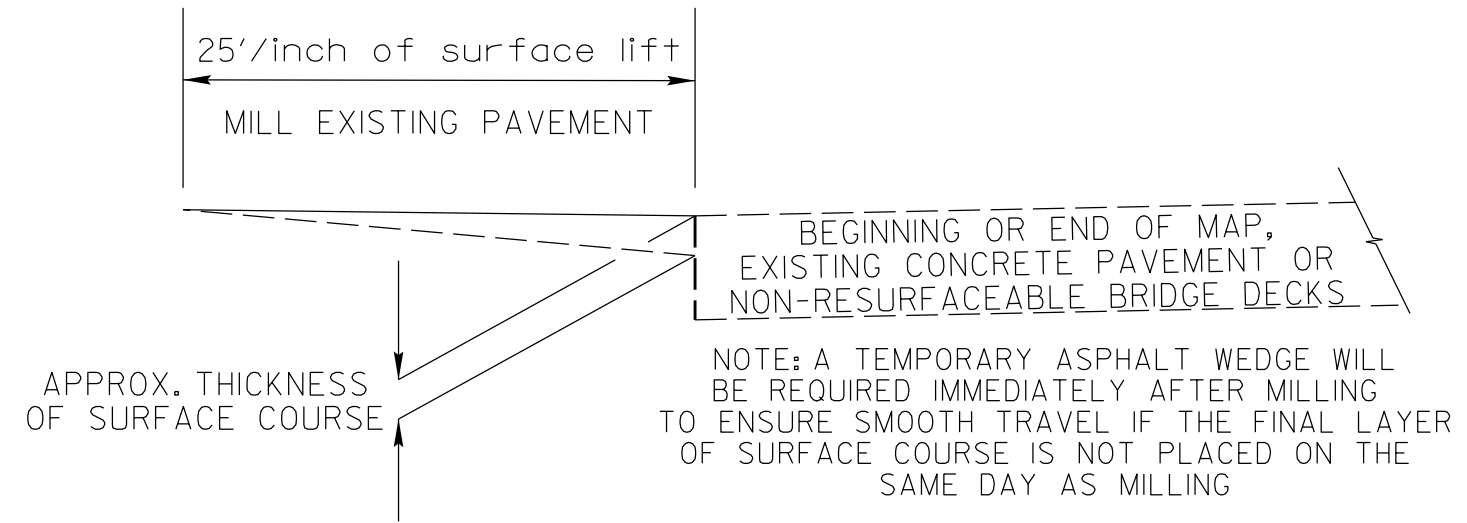 25'/inch of surface lift
MILL EXISTING PAVEMENT
BEGINNING OR END OF MAP,
EXISTING CONCRETE PAVEMENT OR
NON-RESURFACEABLE BRIDGE DECKS
APPROX. THICKNESS
OF SURFACE COURSE
NOTE: A TEMPORARY ASPHALT WEDGE WILL
BE REQUIRED IMMEDIATELY AFTER MILLING
TO ENSURE SMOOTH TRAVEL IF THE FINAL LAYER
OF SURFACE COURSE IS NOT PLACED ON THE
SAME DAY AS MILLING